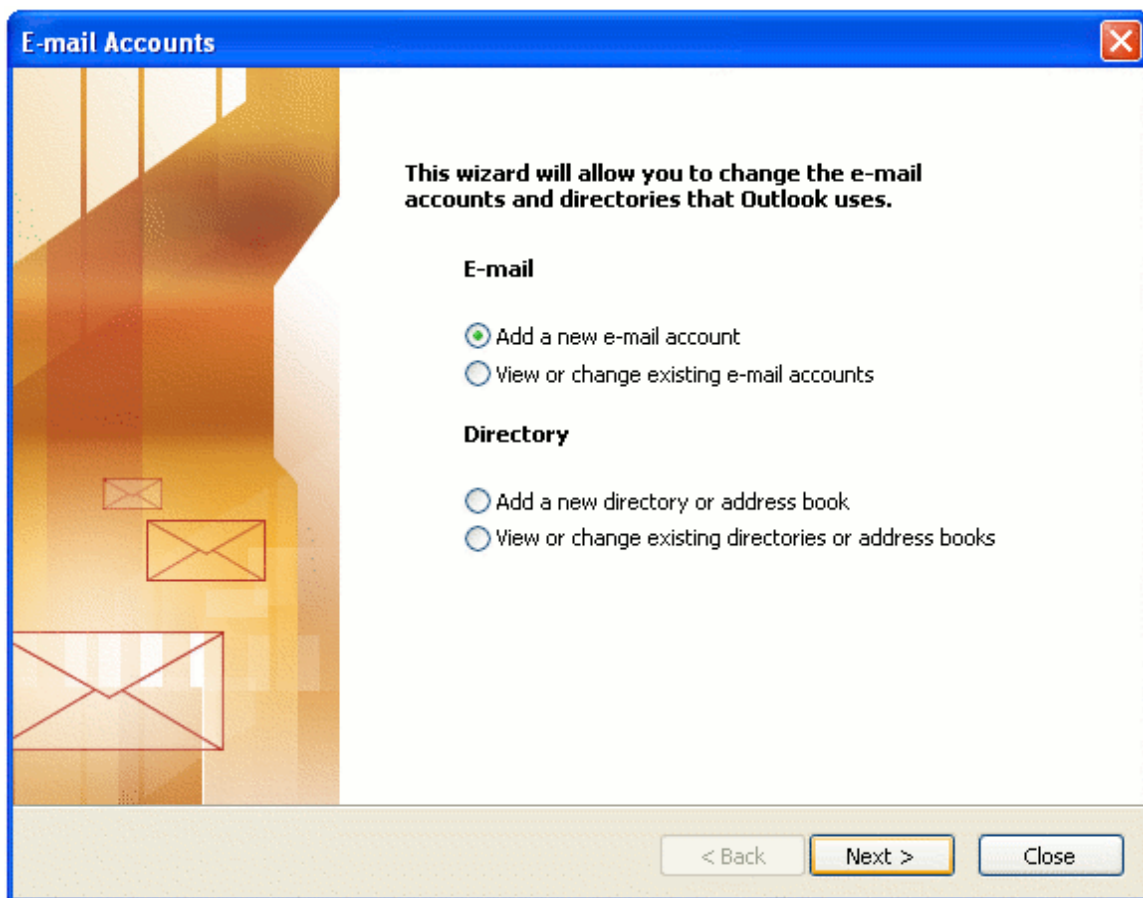 E-mail Accounts
This wizard will allow you to change the e-mail
accounts and directories that Outlook uses.
E-mail
Add a new e-mail account
View or change existing e-mail accounts
Directory
Add a new directory or address book
View or change existing directories or address books
< Back Next > Close